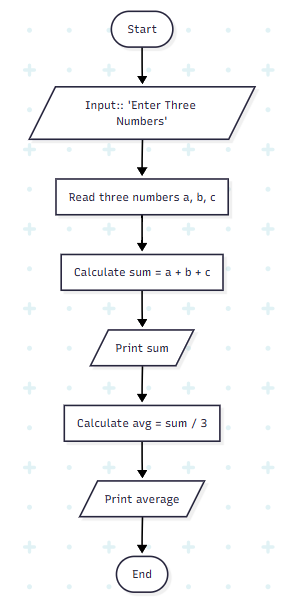 Start
Input:: 'Enter Three
Numbers'
Read three numbers a, b, c
Calculate sum = a + b + c
Print sum
Calculate avg = sum / 3
Print average
End